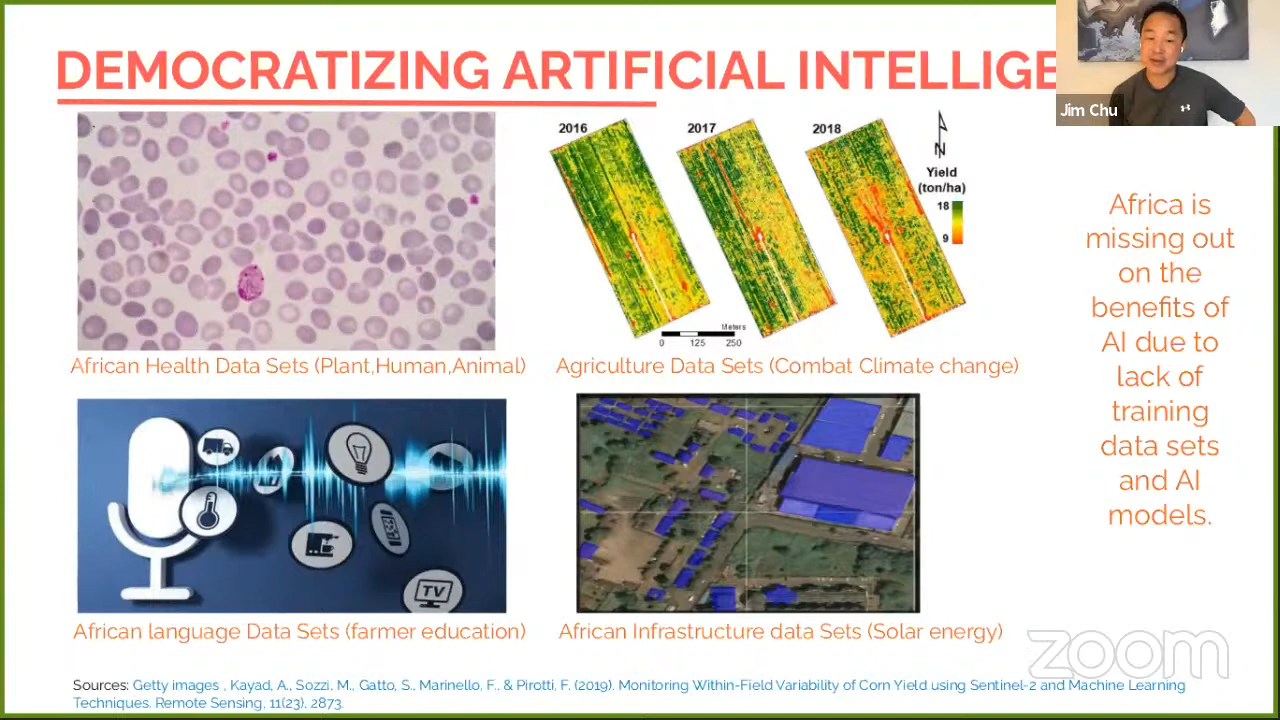 DEMOCRATIZING ARTIFICIAL INTELLIGE
Jim Chu
2016
2017
2018
N
Yield
(ton/ha)
18
9
Meters
0 125 250
African Health Data Sets (Plant,Human,Animal)
Agriculture Data Sets (Combat Climate change)
Africa is
missing out
on the
benefits of
AI due to
lack of
training
data sets
and AI
models.
TV
African language Data Sets (farmer education)
African Infrastructure data Sets (Solar energy)
zoom
Sources: Getty images , Kayad, A., Sozzi, M., Gatto, S., Marinello, F., & Pirotti, F. (2019). Monitoring Within-Field Variability of Corn Yield using Sentinel-2 and Machine Learning
Techniques. Remote Sensing, 11(23), 2873.